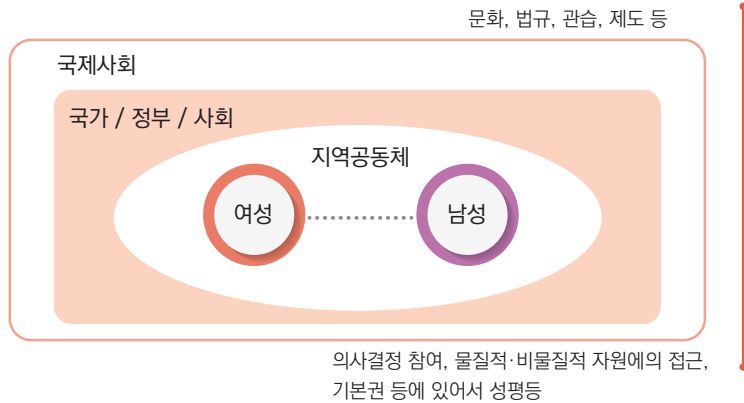 문화, 법규, 관습, 제도 등
국제사회
국가 / 정부 / 사회
지역공동체
여성
남성
의사결정 참여, 물질적·비물질적 자원에의 접근,
기본권 등에 있어서 성평등